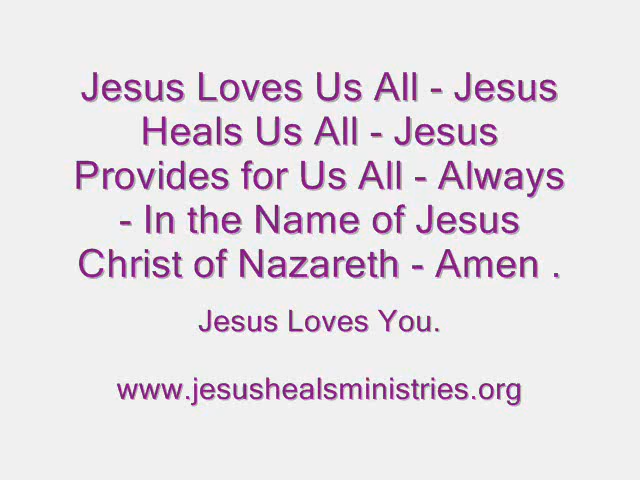 Jesus Loves Us All - Jesus
Heals Us All - Jesus
Provides for Us All - Always
- In the Name of Jesus
Christ of Nazareth - Amen .
Jesus Loves You.
www.jesushealsministries.org